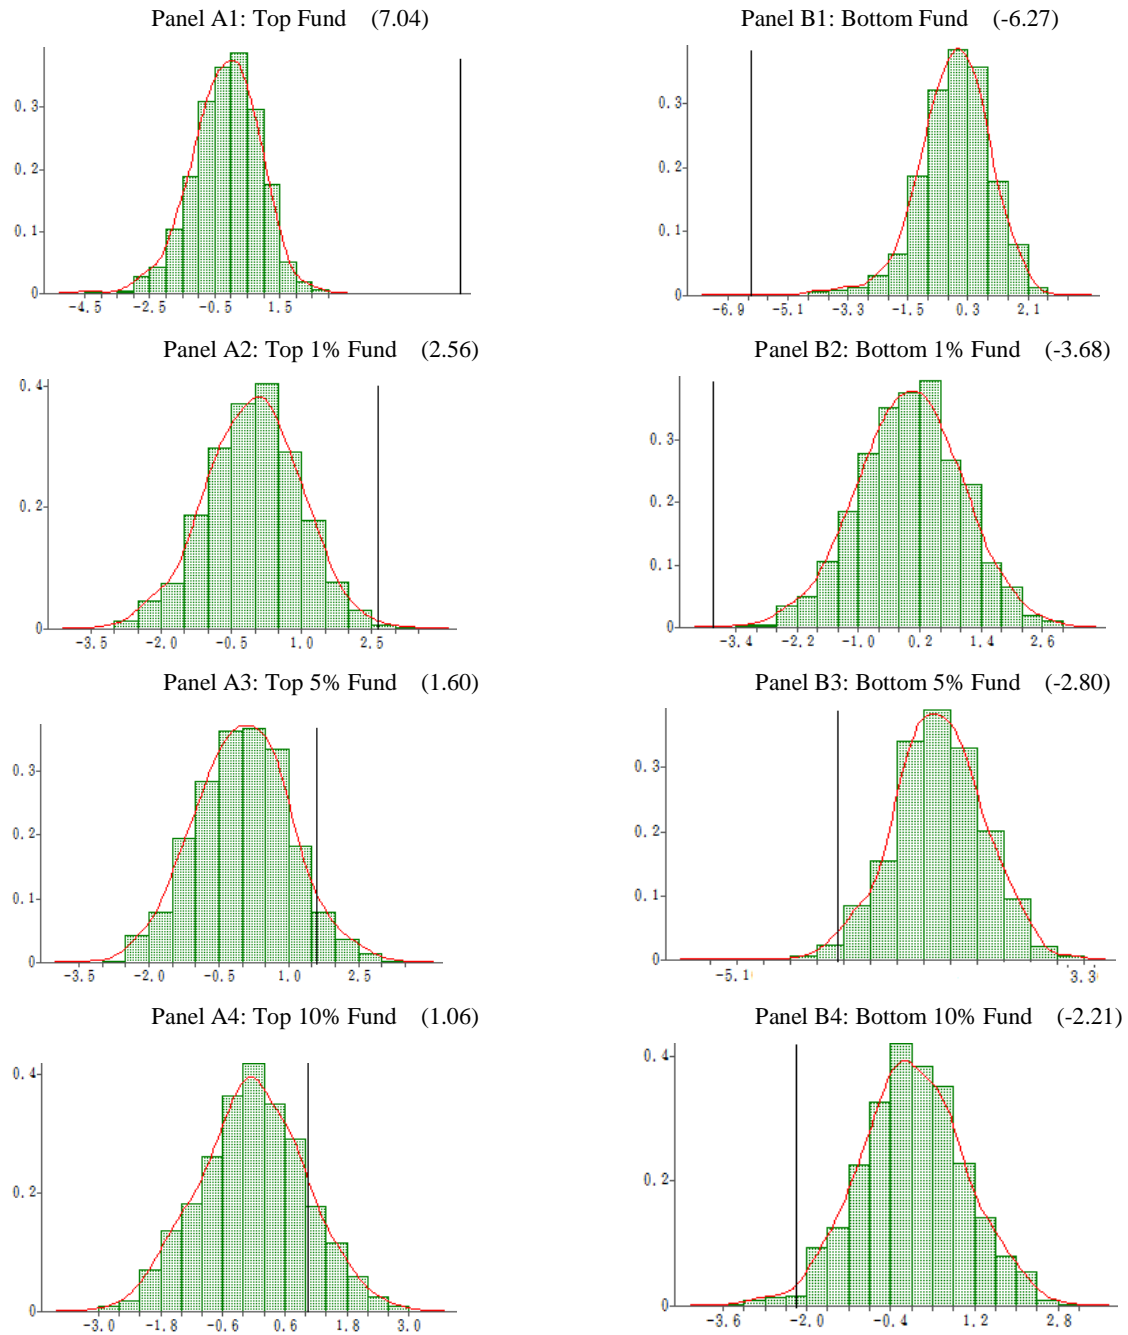 Panel A1: Top Fund (7.04)
0.3
0.2
0.1
0
-4.5 -2.5 -0.5 1.5
Panel B1: Bottom Fund (-6.27)
0.3
0.2
0.1
0
-6.9 -5.1 -3.3 -1.5 0.3 2.1
Panel A2: Top 1% Fund (2.56)
0.4
0.2
0
-3.5 -2.0 -0.5 1.0 2.5
Panel B2: Bottom 1% Fund (-3.68)
0.3
0.2
0.1
0
-3.4 -2.2 -1.0 0.2 1.4 2.6
Panel A3: Top 5% Fund (1.60)
0.3
0.2
0.1
0
-3.5 -2.0 -0.5 1.0 2.5
Panel B3: Bottom 5% Fund (-2.80)
0.3
0.2
0.1
0
-5.1 3.3
Panel A4: Top 10% Fund (1.06)
0.4
0.2
0
-3.0 -1.8 -0.6 0.6 1.8 3.0
Panel B4: Bottom 10% Fund (-2.21)
0.4
0.2
0
-3.6 -2.0 -0.4 1.2 2.8